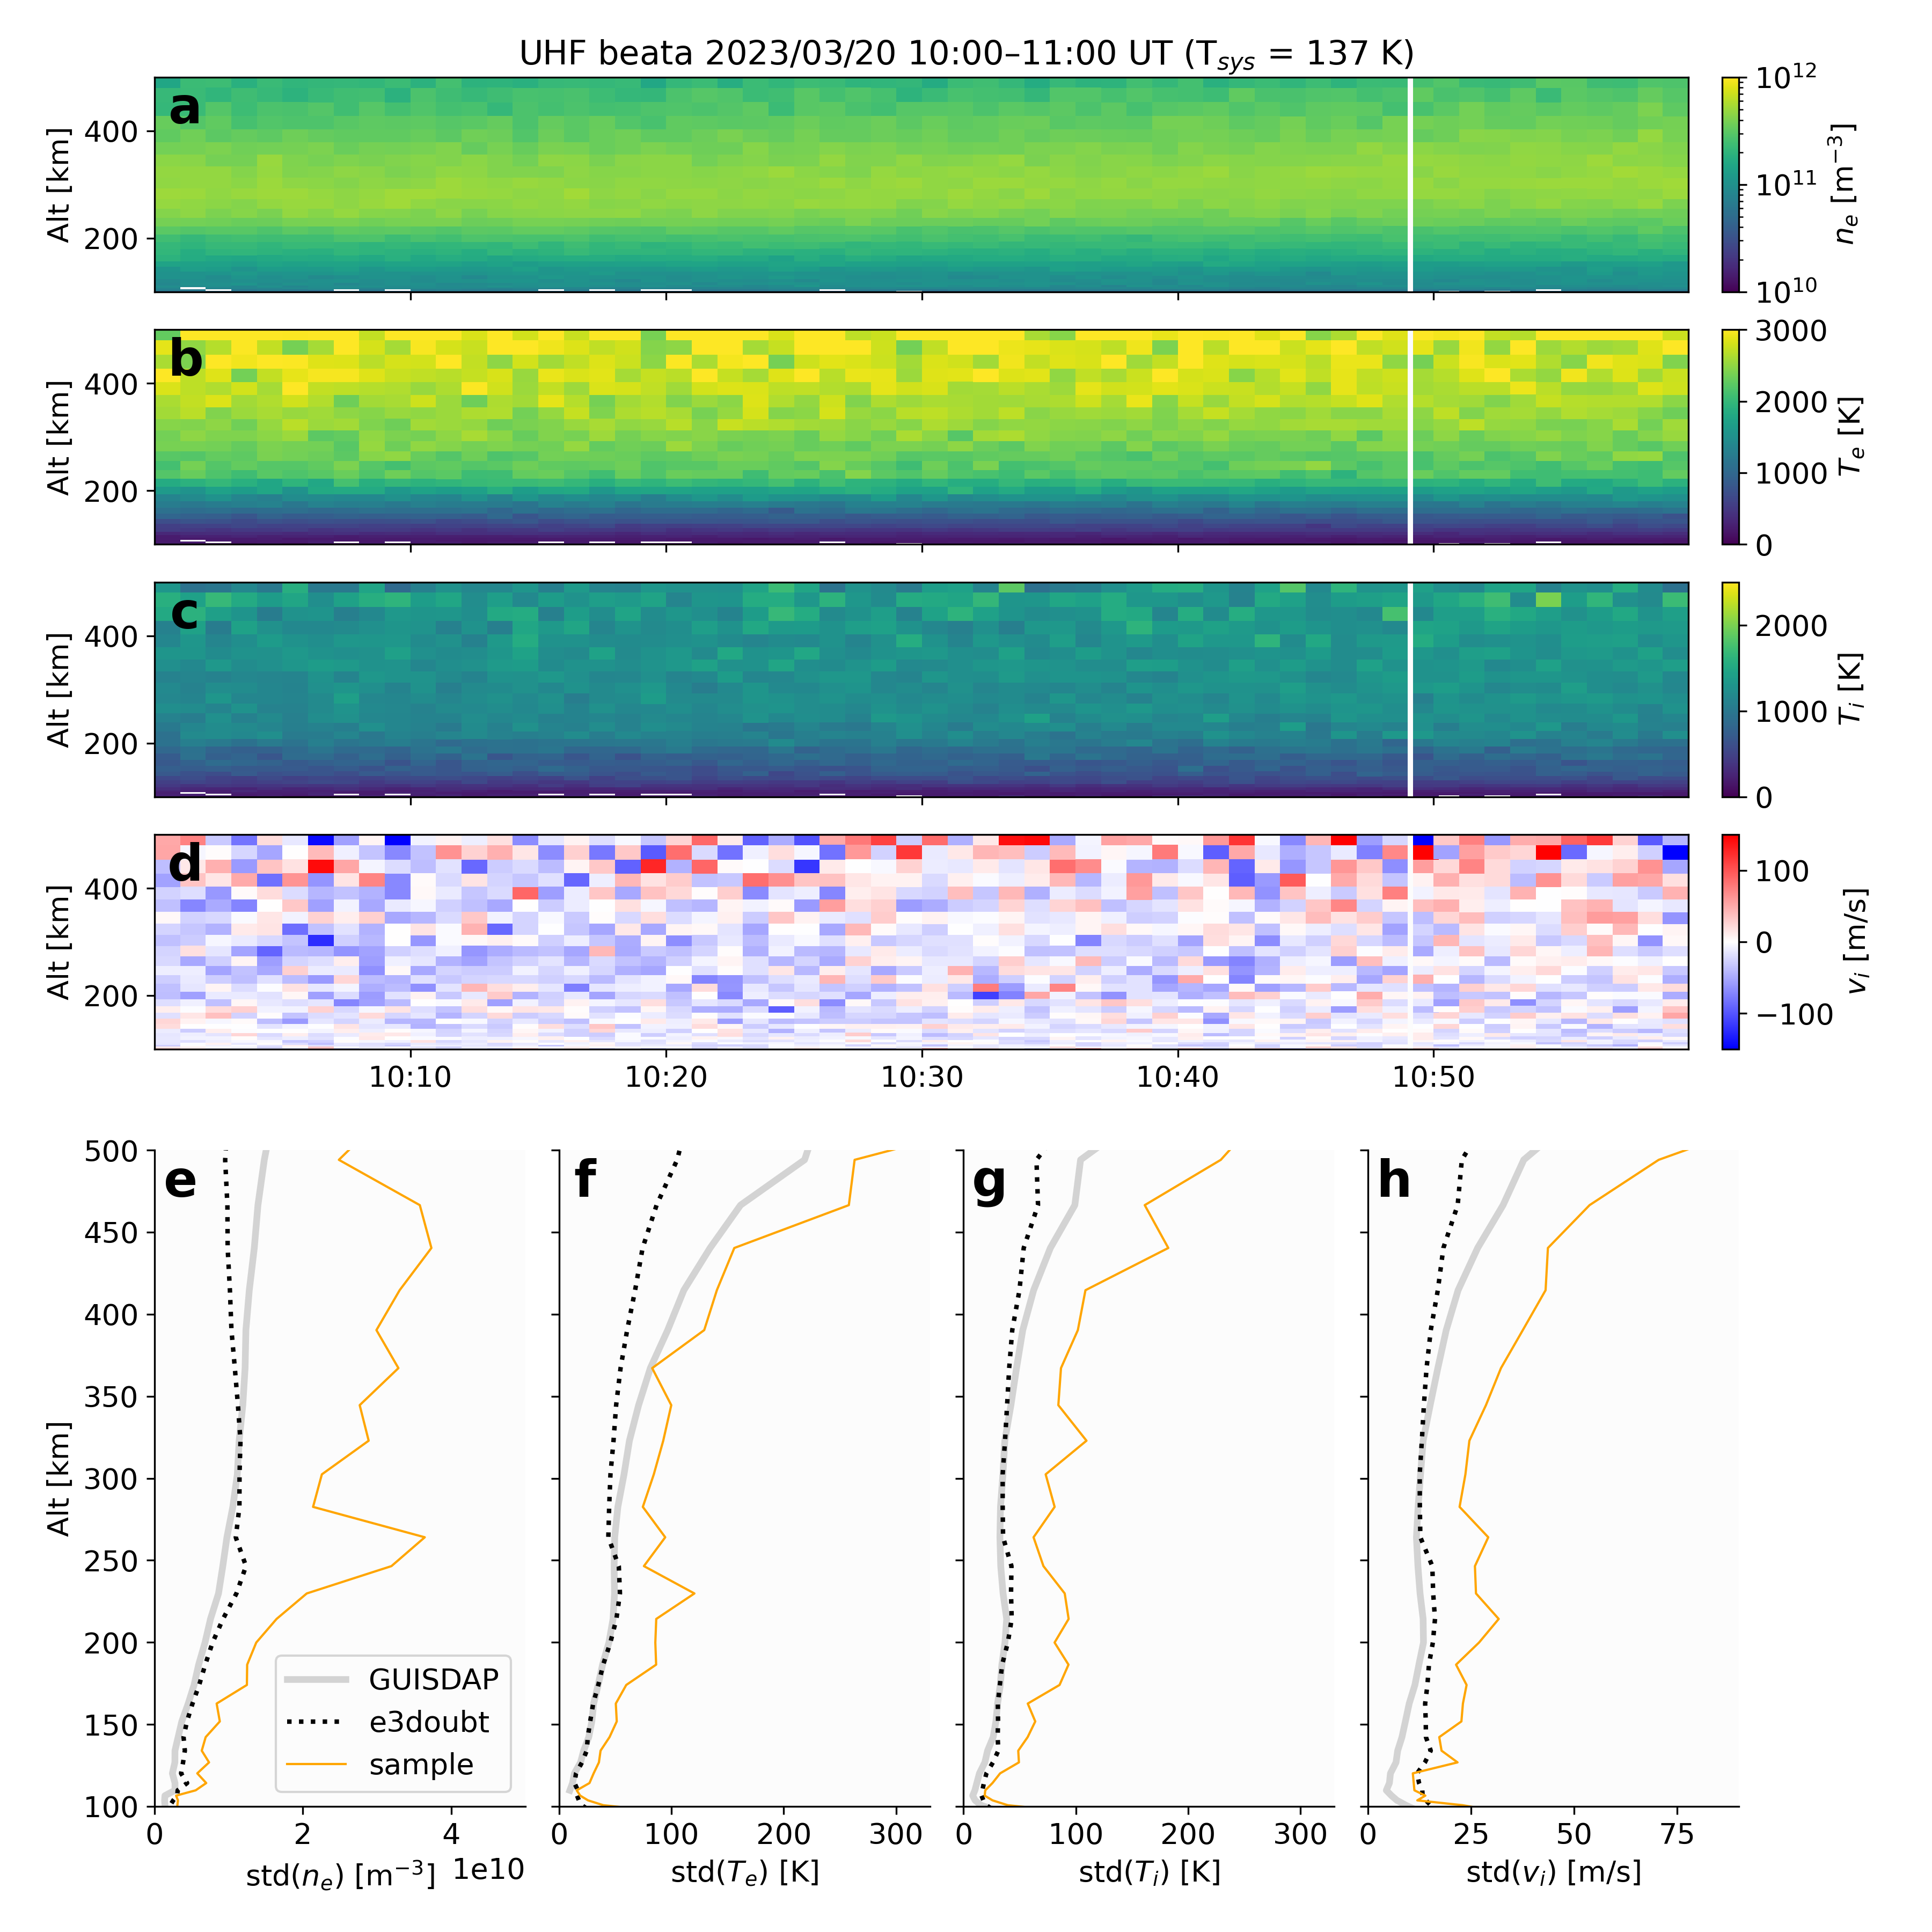 UHF beata 2023/03/20 10:00–11:00 UT (T_sys = 137 K)
a
Alt [km]
400
200
10^12
10^11
10^10
n_e [m^−3]
b
Alt [km]
400
200
3000
2000
1000
0
T_e [K]
c
Alt [km]
400
200
2000
1000
0
T_i [K]
d
Alt [km]
400
200
100
0
−100
v_i [m/s]
10:10 10:20 10:30 10:40 10:50
e f g h
Alt [km]
500
450
400
350
300
250
200
150
100
GUISDAP
e3doubt
sample
0 2 4
1e10
std(n_e) [m^−3]
0 100 200 300
std(T_e) [K]
0 100 200 300
std(T_i) [K]
0 25 50 75
std(v_i) [m/s]